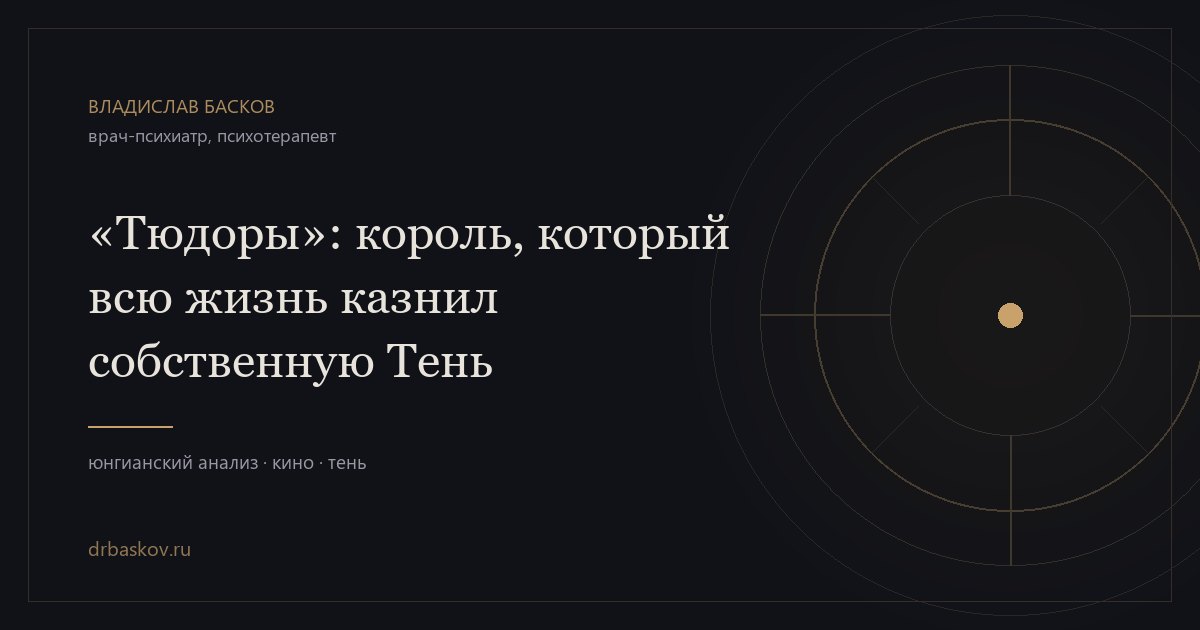 ВЛАДИСЛАВ БАСКОВ
врач-психиатр, психотерапевт
«Тюдоры»: король, который
всю жизнь казнил
собственную Тень
юнгианский анализ · кино · тень
drbaskov.ru